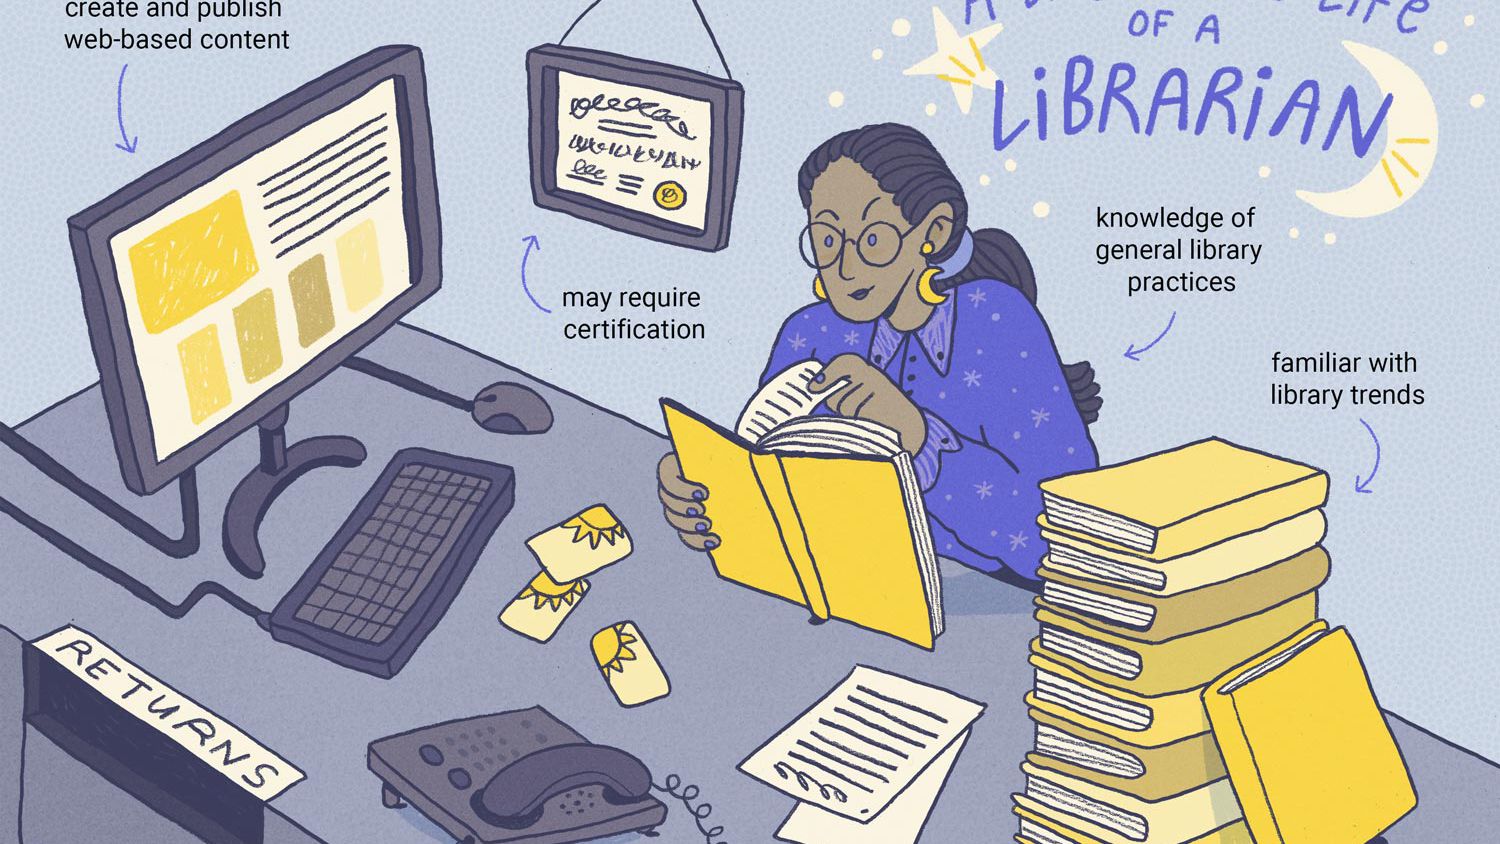 create and publish
web-based content
LIFE
OF A
LiBRARiAN
may require
certification
knowledge of
general library
practices
familiar with
library trends
RETURNS